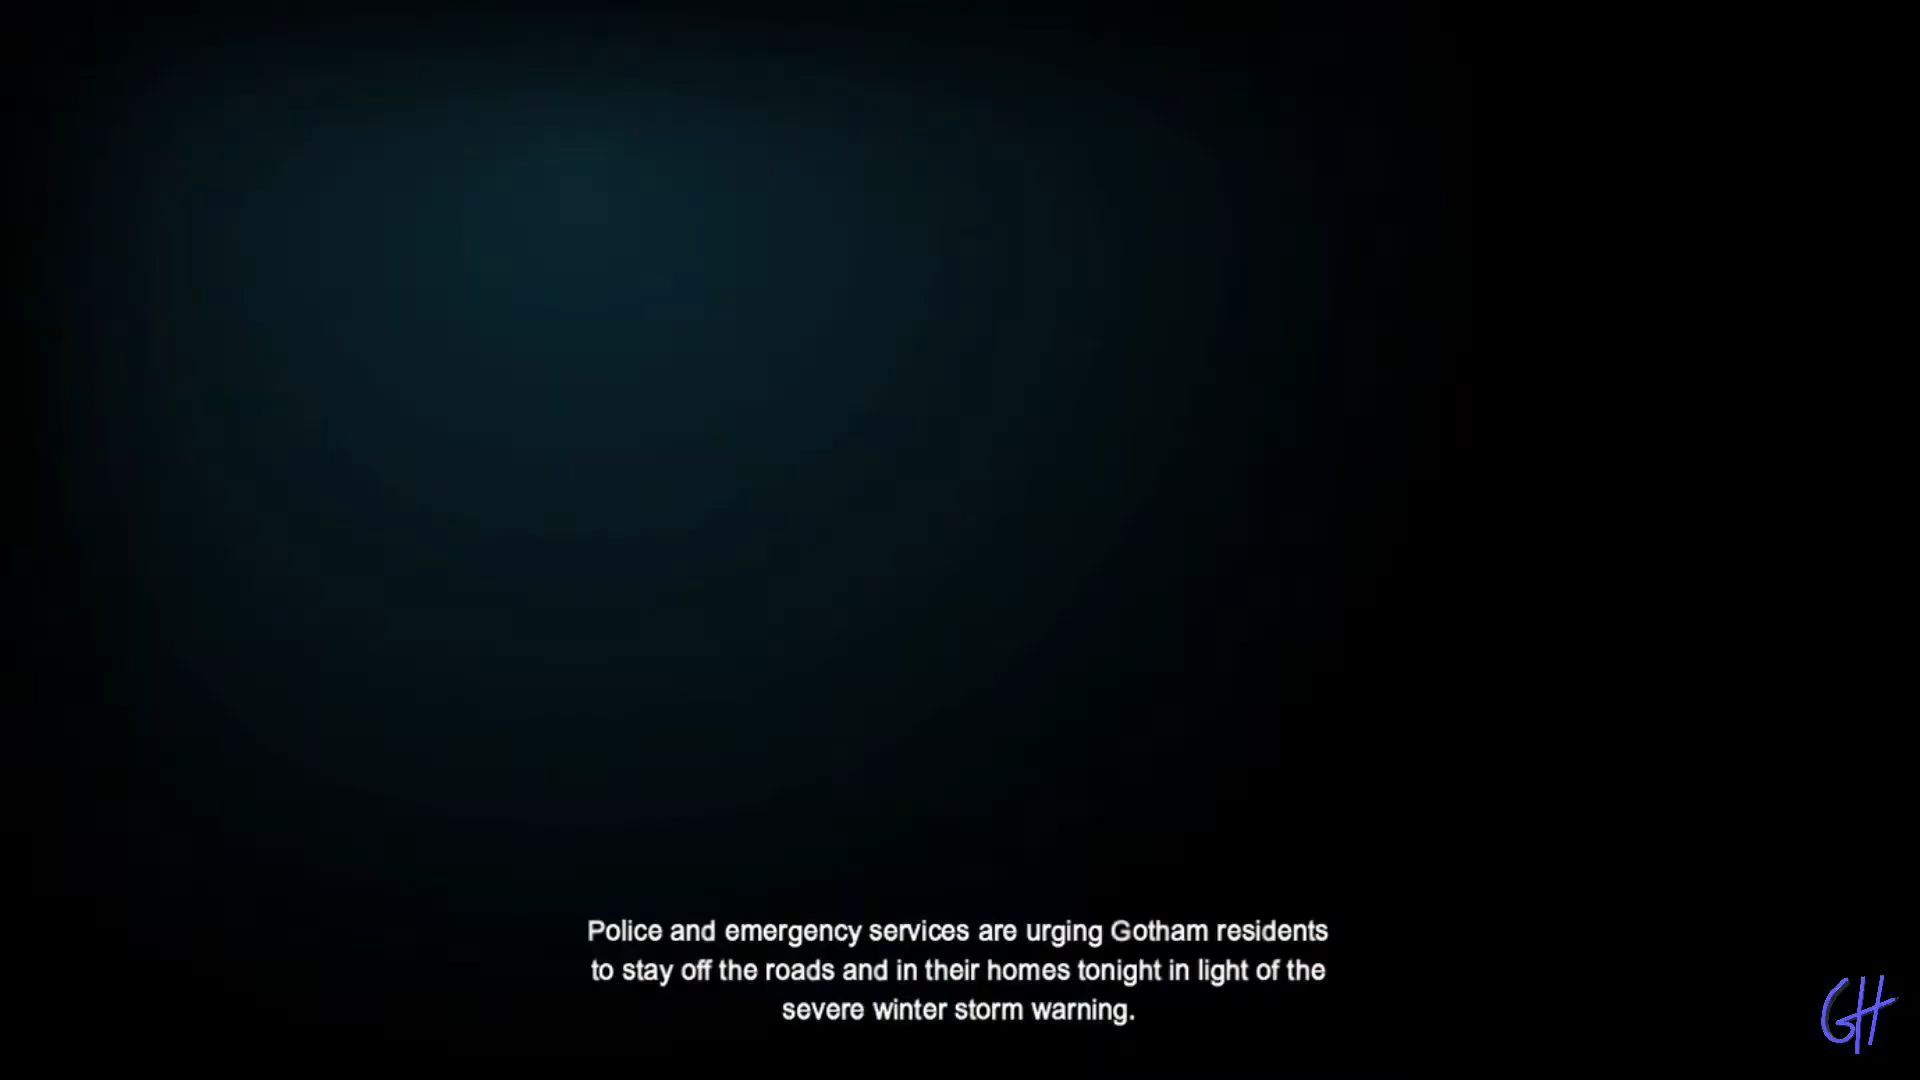 Police and emergency services are urging Gotham residents
to stay off the roads and in their homes tonight in light of the
severe winter storm warning.
GH